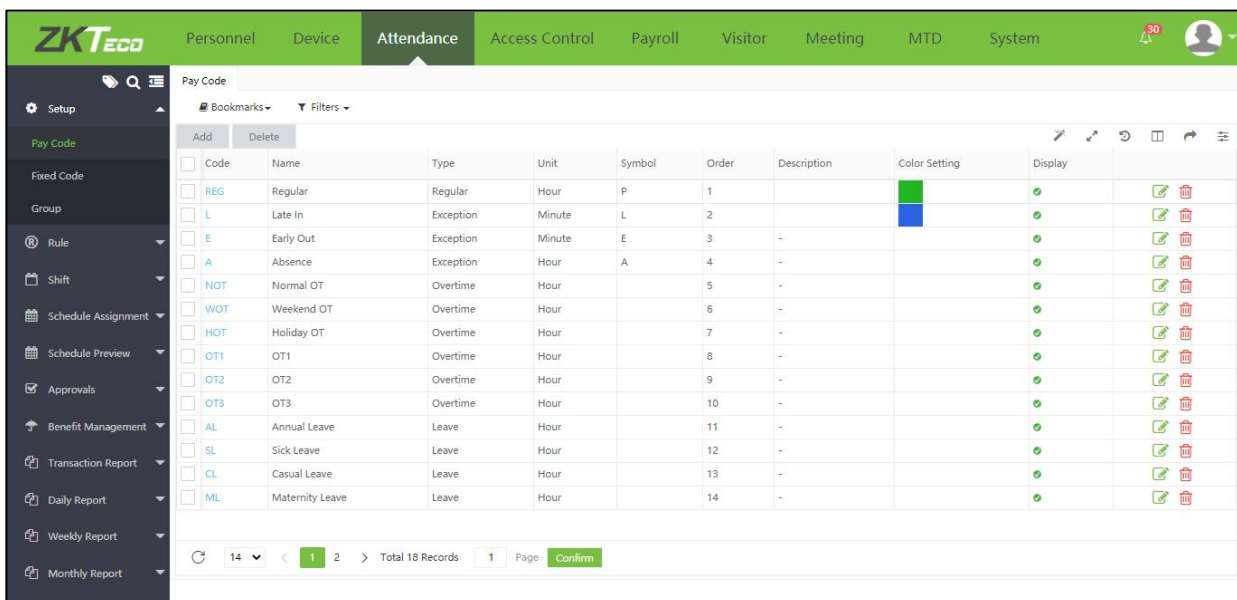 ZKTeco Personnel Device Attendance Access Control Payroll Visitor Meeting MTD System 30
Pay Code
Bookmarks Filters
Add Delete
Code Name Type Unit Symbol Order Description Color Setting Display
REG Regular Regular Hour P 1
L Late In Exception Minute L 2
E Early Out Exception Minute E 3 -
A Absence Exception Hour A 4 -
NOT Normal OT Overtime Hour 5 -
WOT Weekend OT Overtime Hour 6 -
HOT Holiday OT Overtime Hour 7 -
OT1 OT1 Overtime Hour 8 -
OT2 OT2 Overtime Hour 9 -
OT3 OT3 Overtime Hour 10 -
AL Annual Leave Leave Hour 11 -
SL Sick Leave Leave Hour 12 -
CL Casual Leave Leave Hour 13 -
ML Maternity Leave Leave Hour 14 -
14 < 1 2 > Total 18 Records 1 Page Confirm
Setup
Pay Code
Fixed Code
Group
® Rule
Shift
Schedule Assignment
Schedule Preview
Approvals
Benefit Management
Transaction Report
Daily Report
Weekly Report
Monthly Report